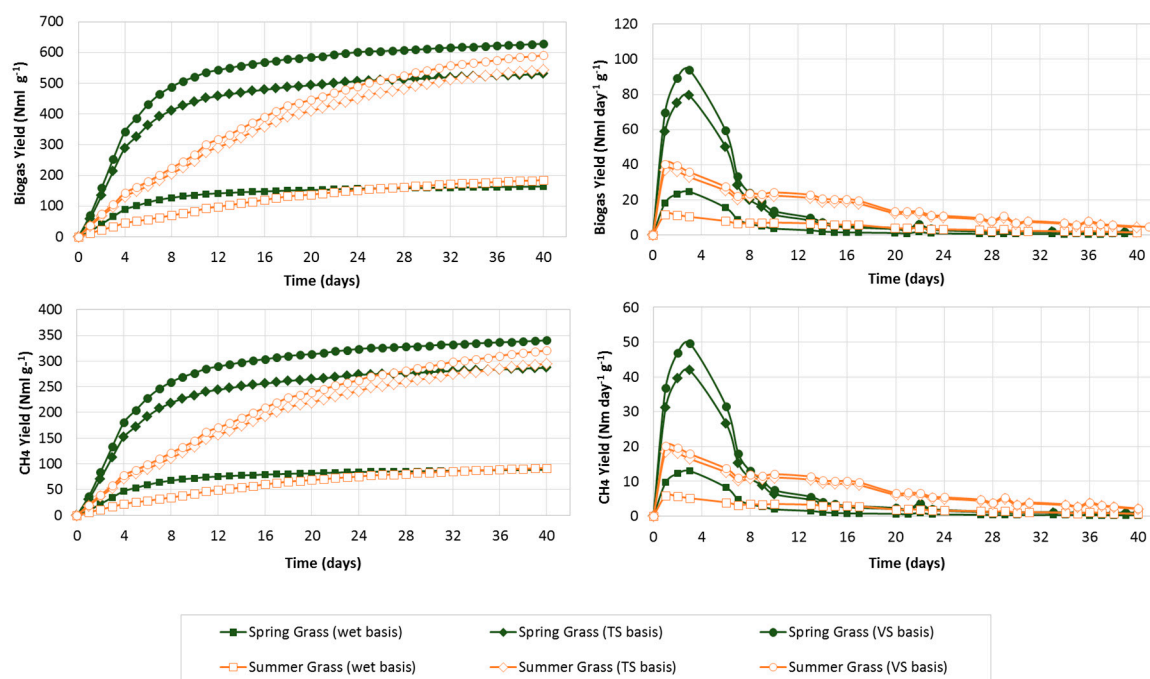 700
600
500
400
300
200
100
0
Biogas Yield (Nml g⁻¹)
0 4 8 12 16 20 24 28 32 36 40
Time (days)
120
100
80
60
40
20
0
Biogas Yield (Nml day⁻¹ g⁻¹)
0 4 8 12 16 20 24 28 32 36 40
Time (days)
400
350
300
250
200
150
100
50
0
CH4 Yield (Nml g⁻¹)
0 4 8 12 16 20 24 28 32 36 40
Time (days)
60
50
40
30
20
10
0
CH4 Yield (Nm day⁻¹ g⁻¹)
0 4 8 12 16 20 24 28 32 36 40
Time (days)
Spring Grass (wet basis) Spring Grass (TS basis) Spring Grass (VS basis)
Summer Grass (wet basis) Summer Grass (TS basis) Summer Grass (VS basis)